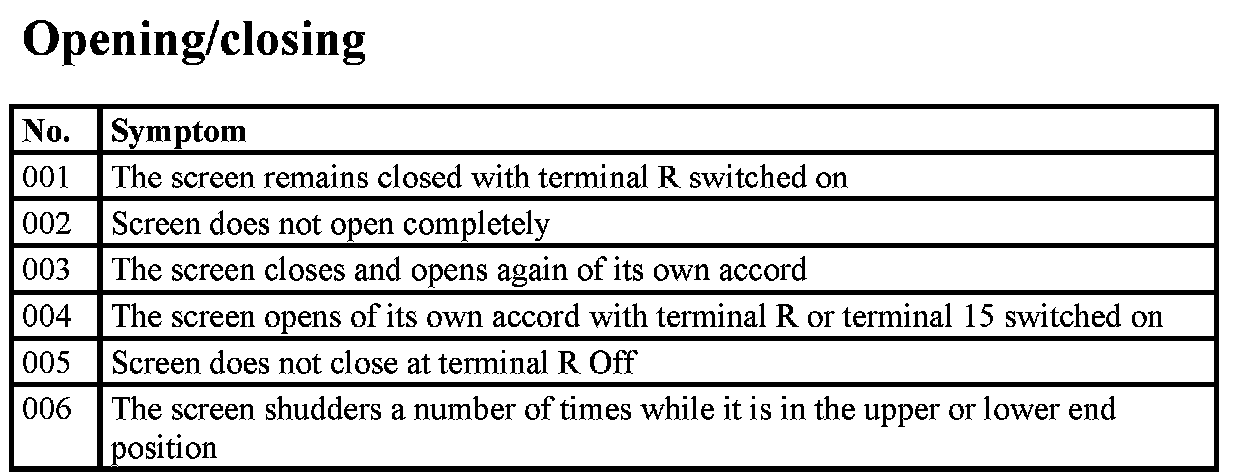 Opening/closing
No. Symptom
001 The screen remains closed with terminal R switched on
002 Screen does not open completely
003 The screen closes and opens again of its own accord
004 The screen opens of its own accord with terminal R or terminal 15 switched on
005 Screen does not close at terminal R Off
006 The screen shudders a number of times while it is in the upper or lower end
position